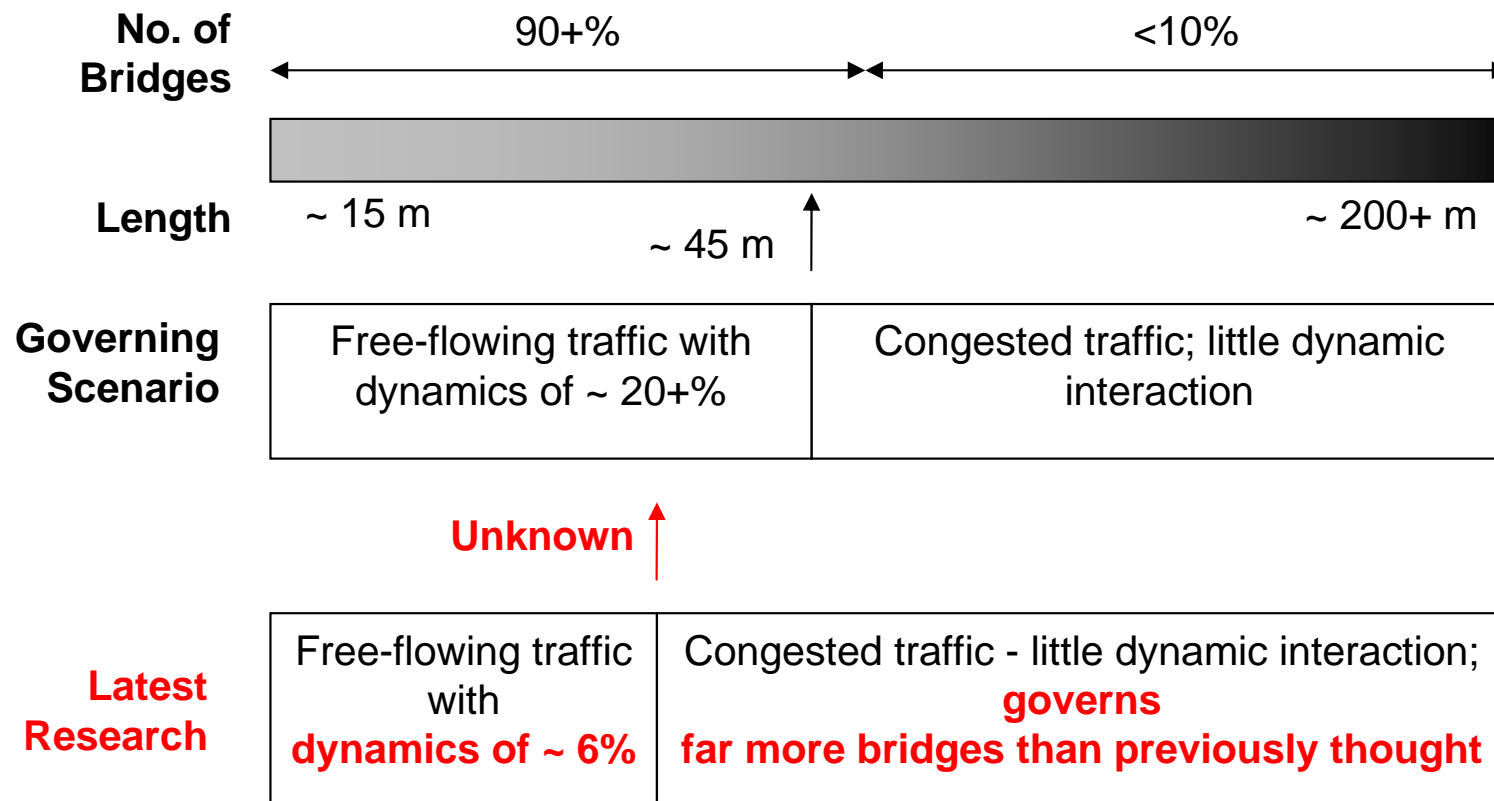 No. of
Bridges
90+%
<10%
Length
~ 15 m
~ 45 m
~ 200+ m
Governing
Scenario
Free-flowing traffic with
dynamics of ~ 20+%
Congested traffic; little dynamic
interaction
Unknown
Latest
Research
Free-flowing traffic
with
dynamics of ~ 6%
Congested traffic - little dynamic interaction;
governs
far more bridges than previously thought